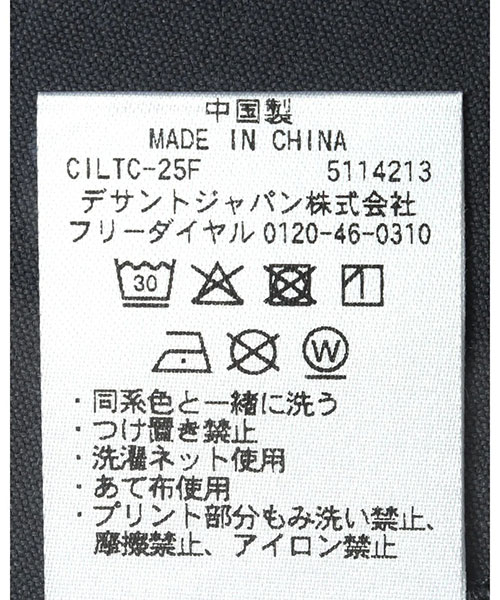 中国製
MADE IN CHINA
CILTC-25F 5114213
デサントジャパン株式会社
フリーダイヤル 0120-46-0310
30
W
・同系色と一緒に洗う
・つけ置き禁止
・洗濯ネット使用
・あて布使用
・プリント部分もみ洗い禁止、
摩擦禁止、アイロン禁止